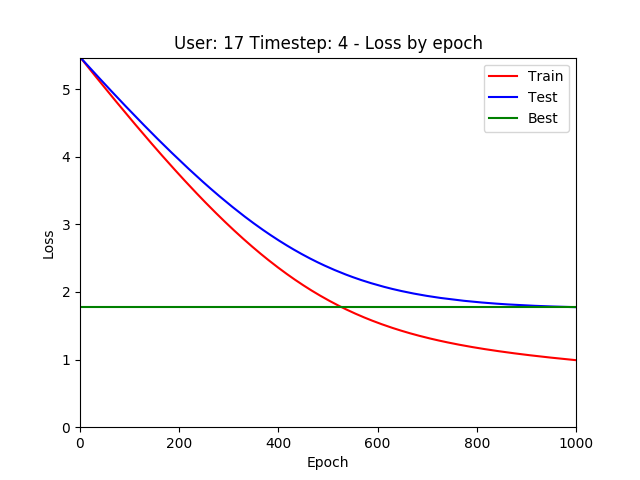 User: 17 Timestep: 4 - Loss by epoch
Train
Test
Best
5
4
3
2
1
0
Loss
0 200 400 600 800 1000
Epoch